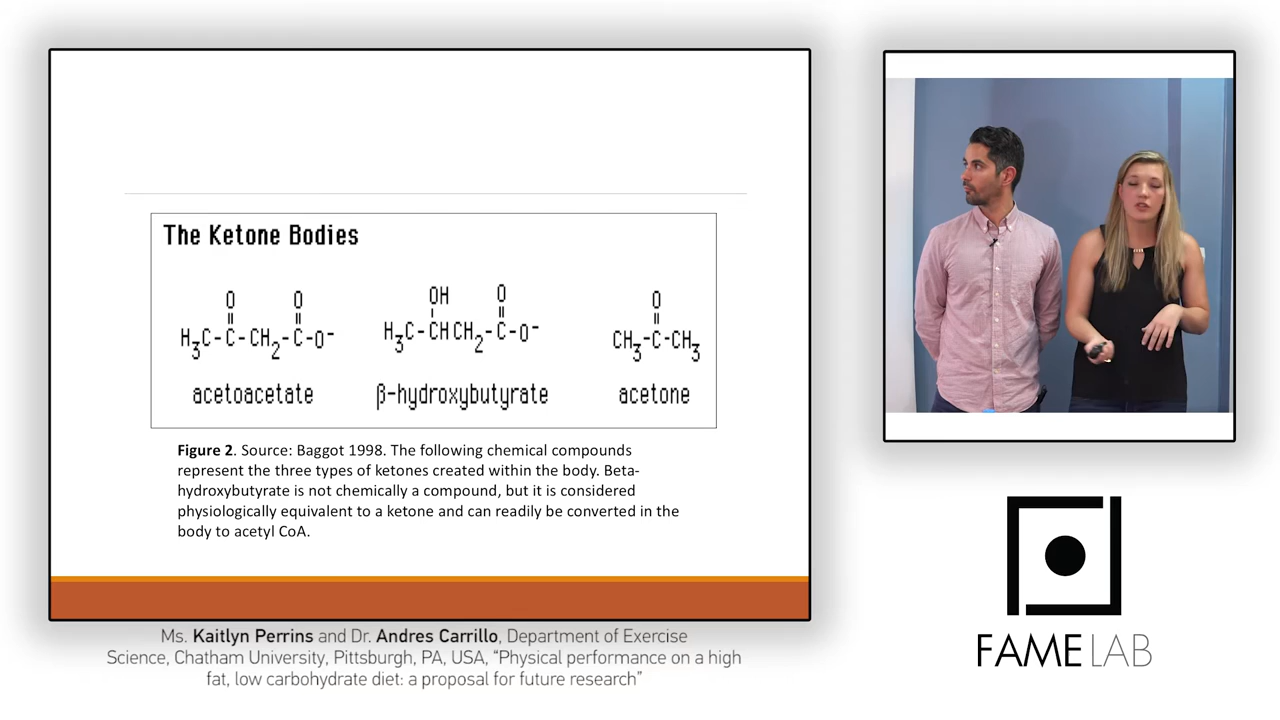 The Ketone Bodies
O O OH O O
H3C-C-CH2-C-O- H3C-CHCH2-C-O- CH3-C-CH3
acetoacetate β-hydroxybutyrate acetone
Figure 2. Source: Baggot 1998. The following chemical compounds
represent the three types of ketones created within the body. Beta-
hydroxybutyrate is not chemically a compound, but it is considered
physiologically equivalent to a ketone and can readily be converted in the
body to acetyl CoA.
Ms. Kaitlyn Perrins and Dr. Andres Carrillo, Department of Exercise
Science, Chatham University, Pittsburgh, PA, USA, “Physical performance on a high
fat, low carbohydrate diet: a proposal for future research”
FAME LAB